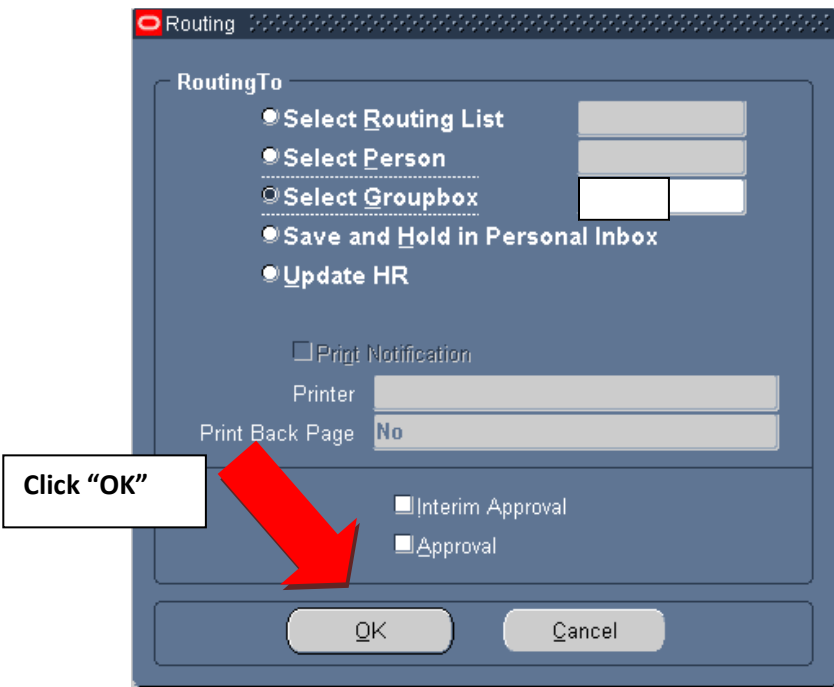 Routing
RoutingTo
Select Routing List
Select Person
Select Groupbox
Save and Hold in Personal Inbox
Update HR
Print Notification
Printer
Print Back Page No
Click “OK”
Interim Approval
Approval
OK Cancel